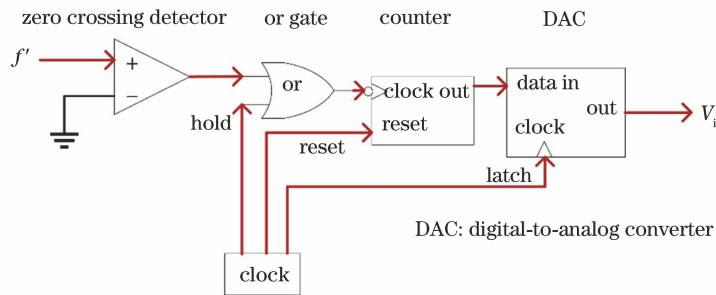 zero crossing detector
or gate
counter
DAC
f′
+
−
or
hold
reset
clock out
reset
data in
out
clock
Vi
latch
clock
DAC: digital-to-analog converter